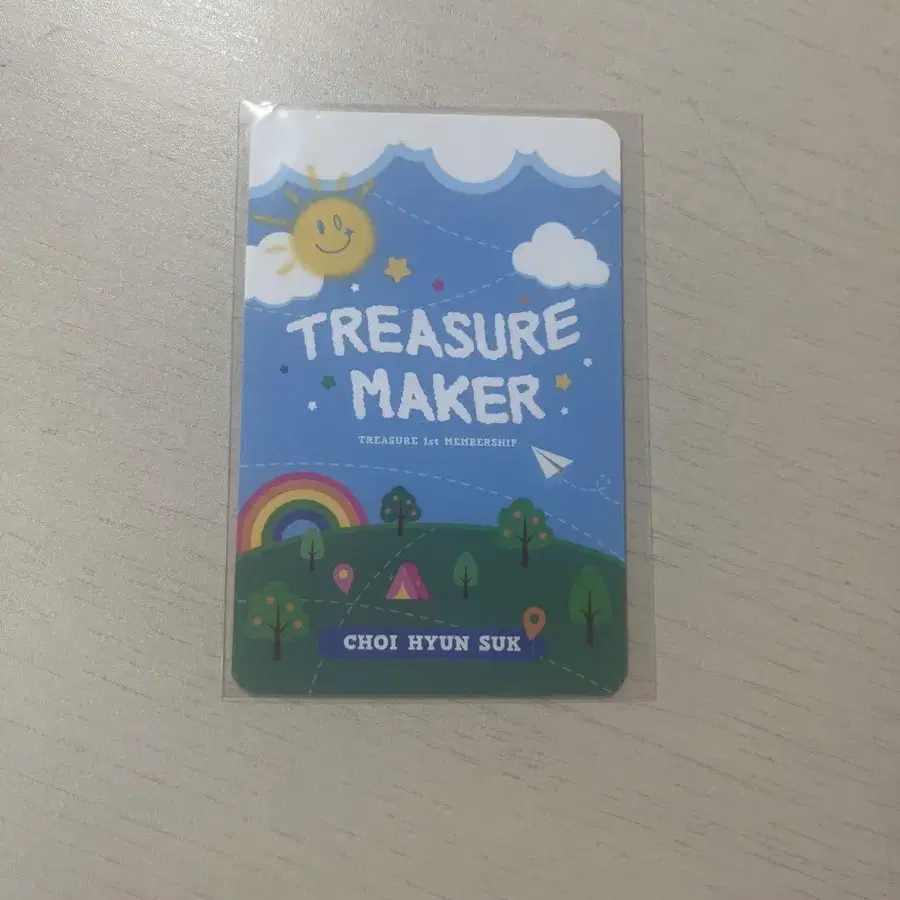 TREASURE
MAKER
TREASURE 1st MEMBERSHIP
CHOI HYUN SUK